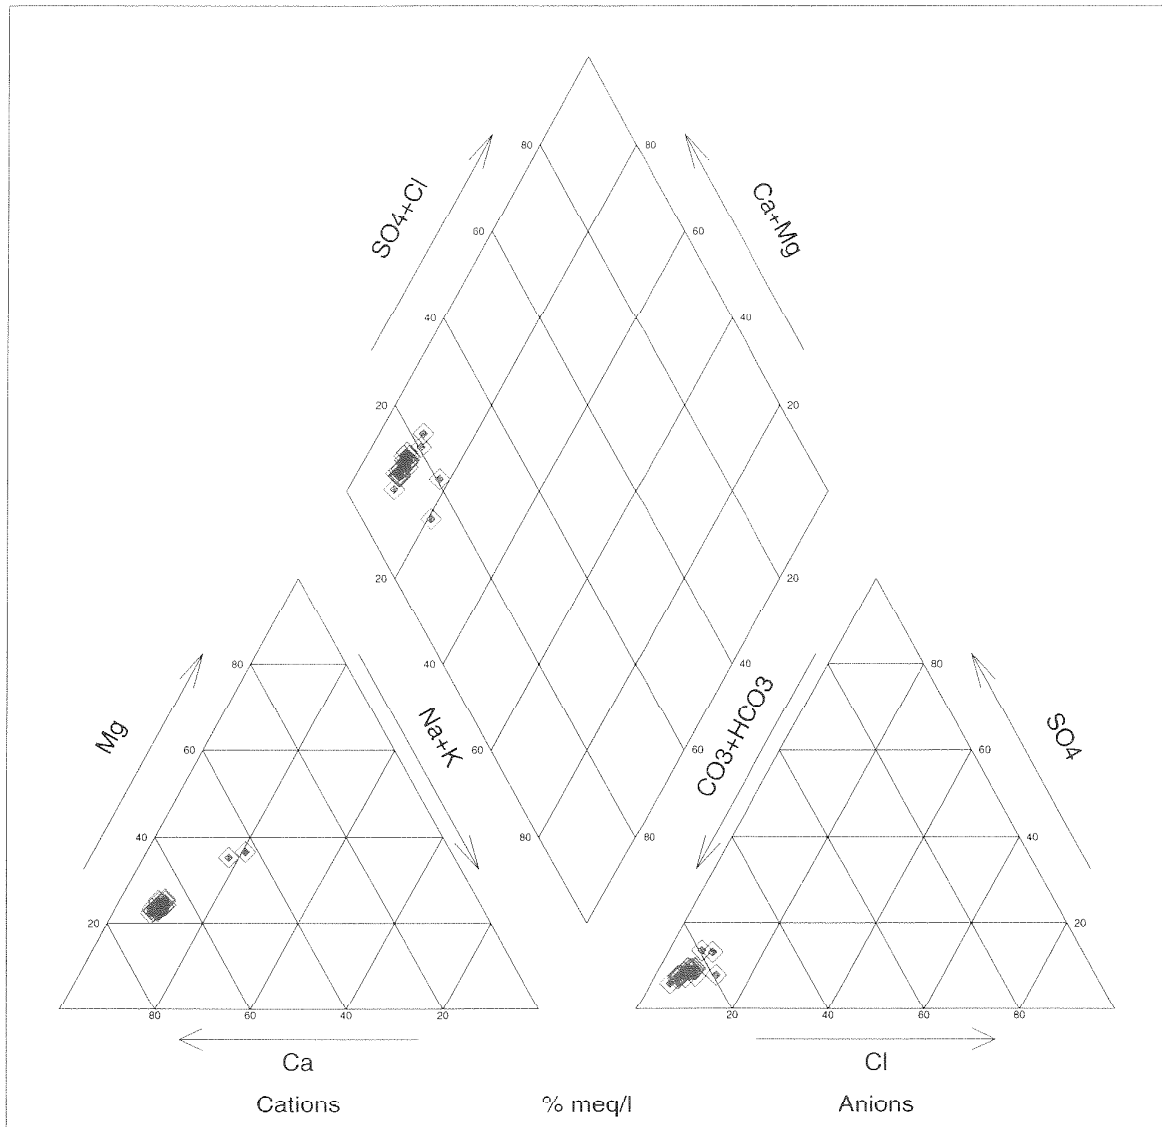 80 80
SO4+Cl Ca+Mg
60 60
40 40
20 20
20 20
40 40
80 80
Mg Na+K CO3+HCO3 SO4
60 60 60 60
40 80 80 40
20 20
80 60 40 20 20 40 60 80
Ca Cl
Cations % meq/l Anions